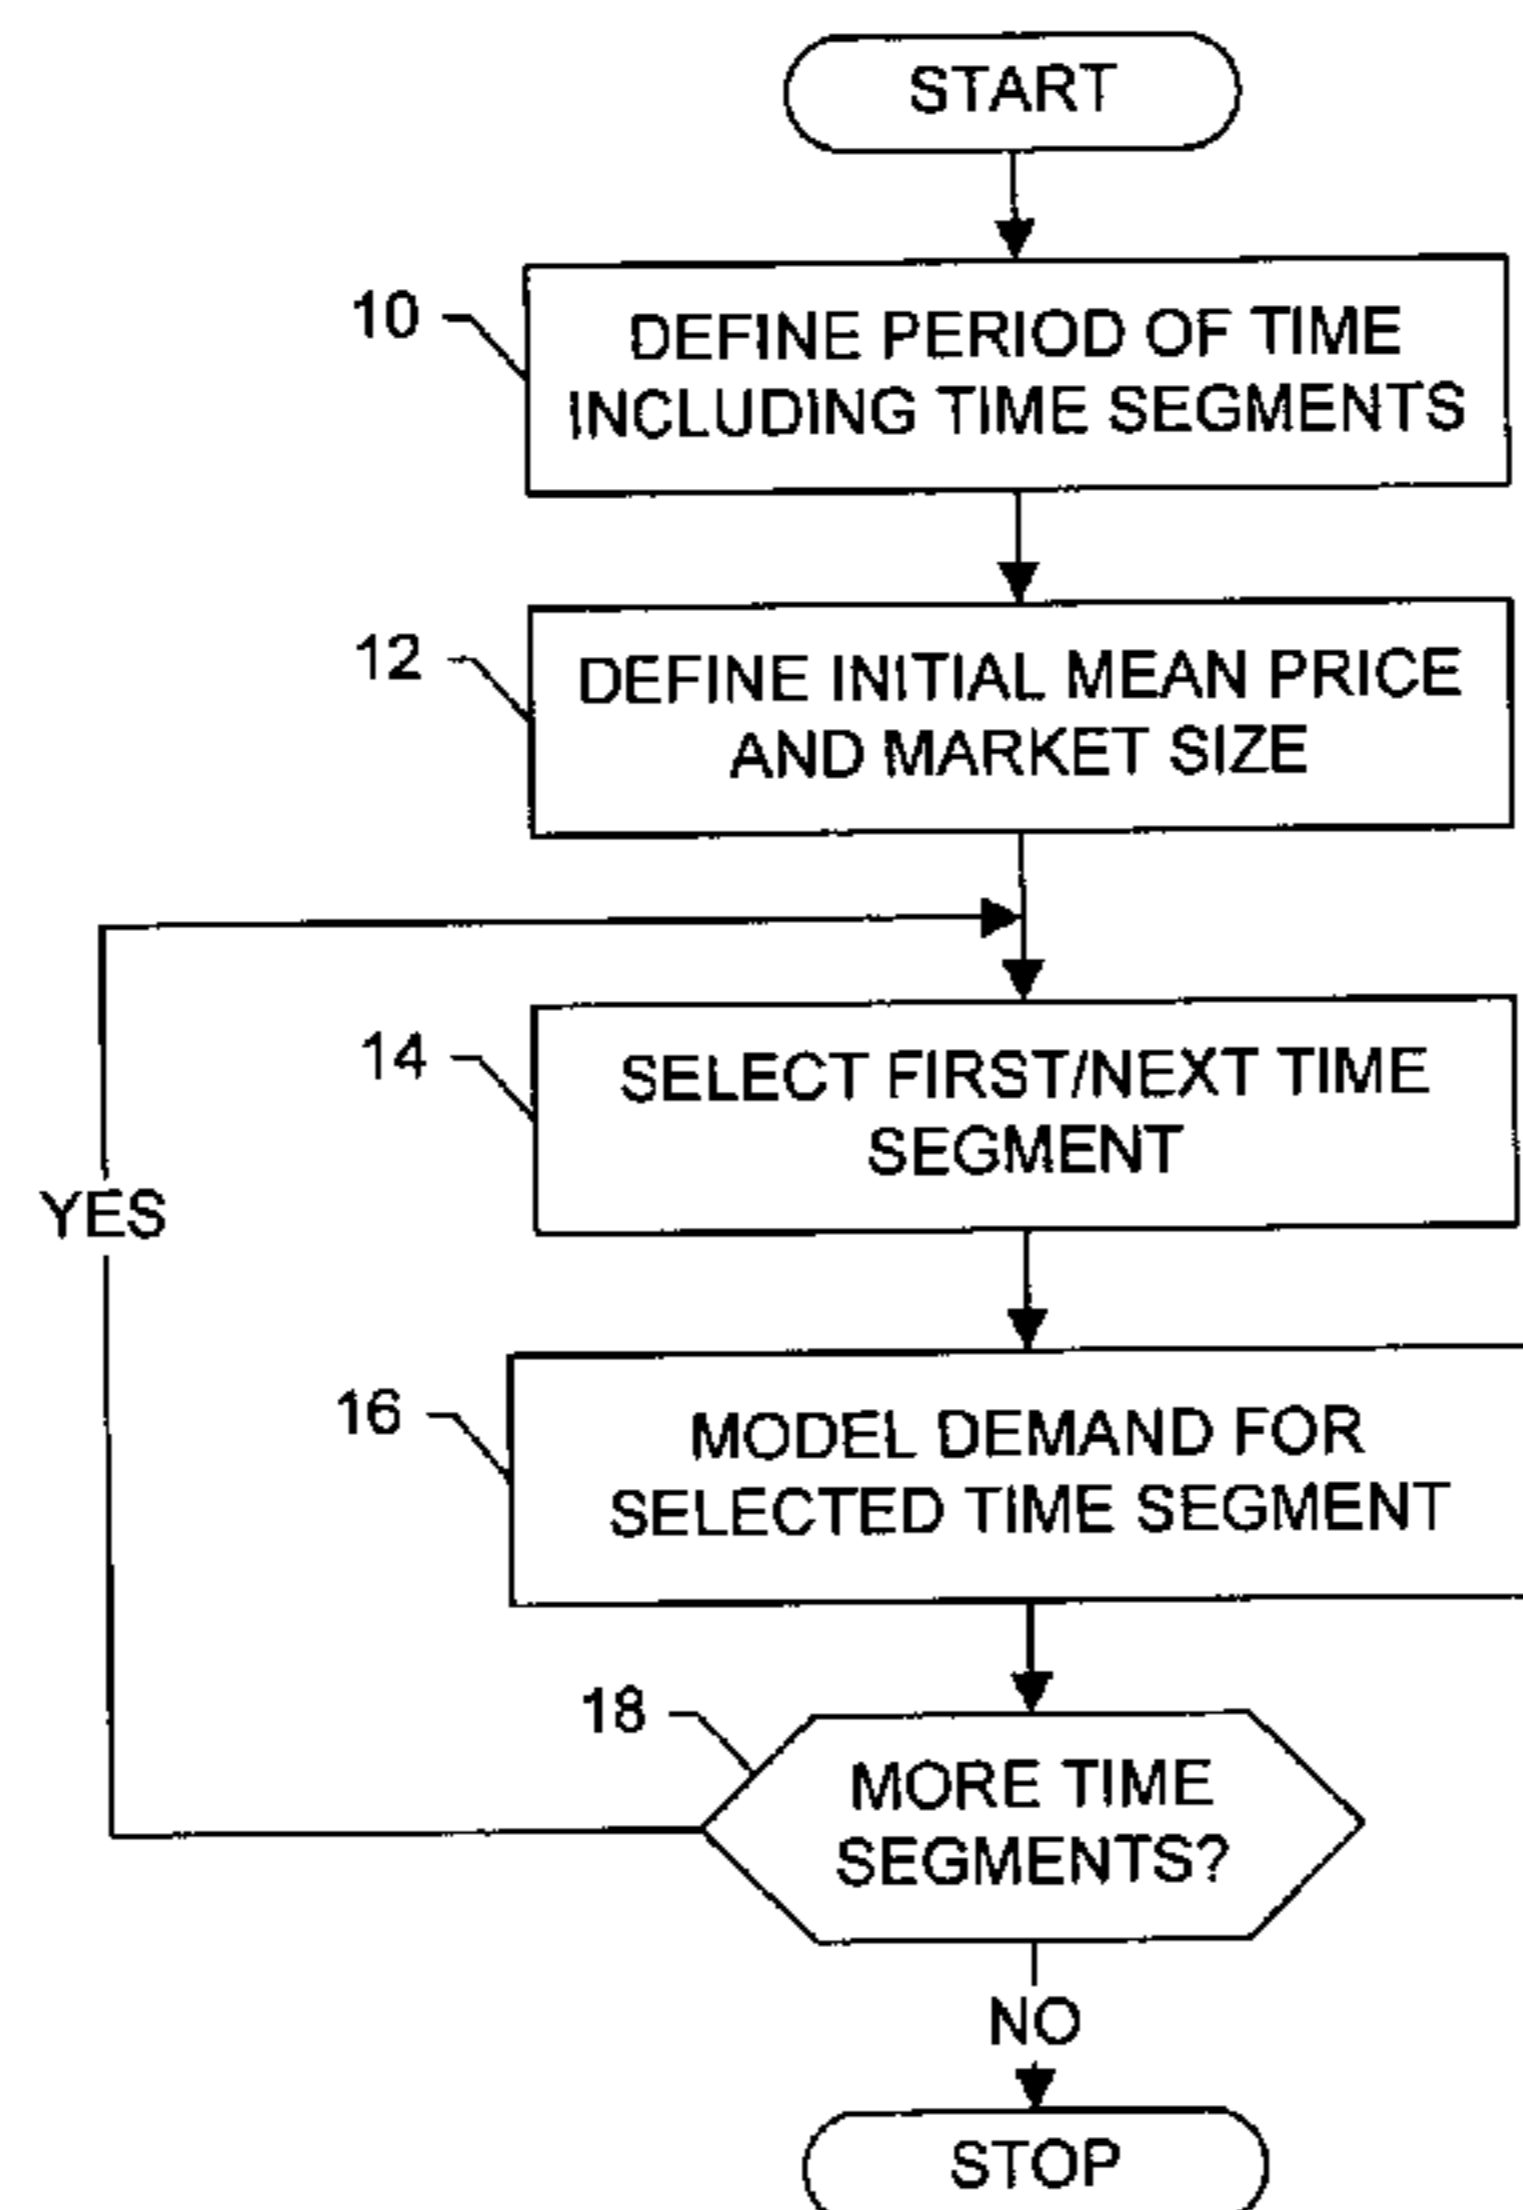 START
10
DEFINE PERIOD OF TIME
INCLUDING TIME SEGMENTS
12
DEFINE INITIAL MEAN PRICE
AND MARKET SIZE
14
SELECT FIRST/NEXT TIME
SEGMENT
YES
16
MODEL DEMAND FOR
SELECTED TIME SEGMENT
18
MORE TIME
SEGMENTS?
NO
STOP